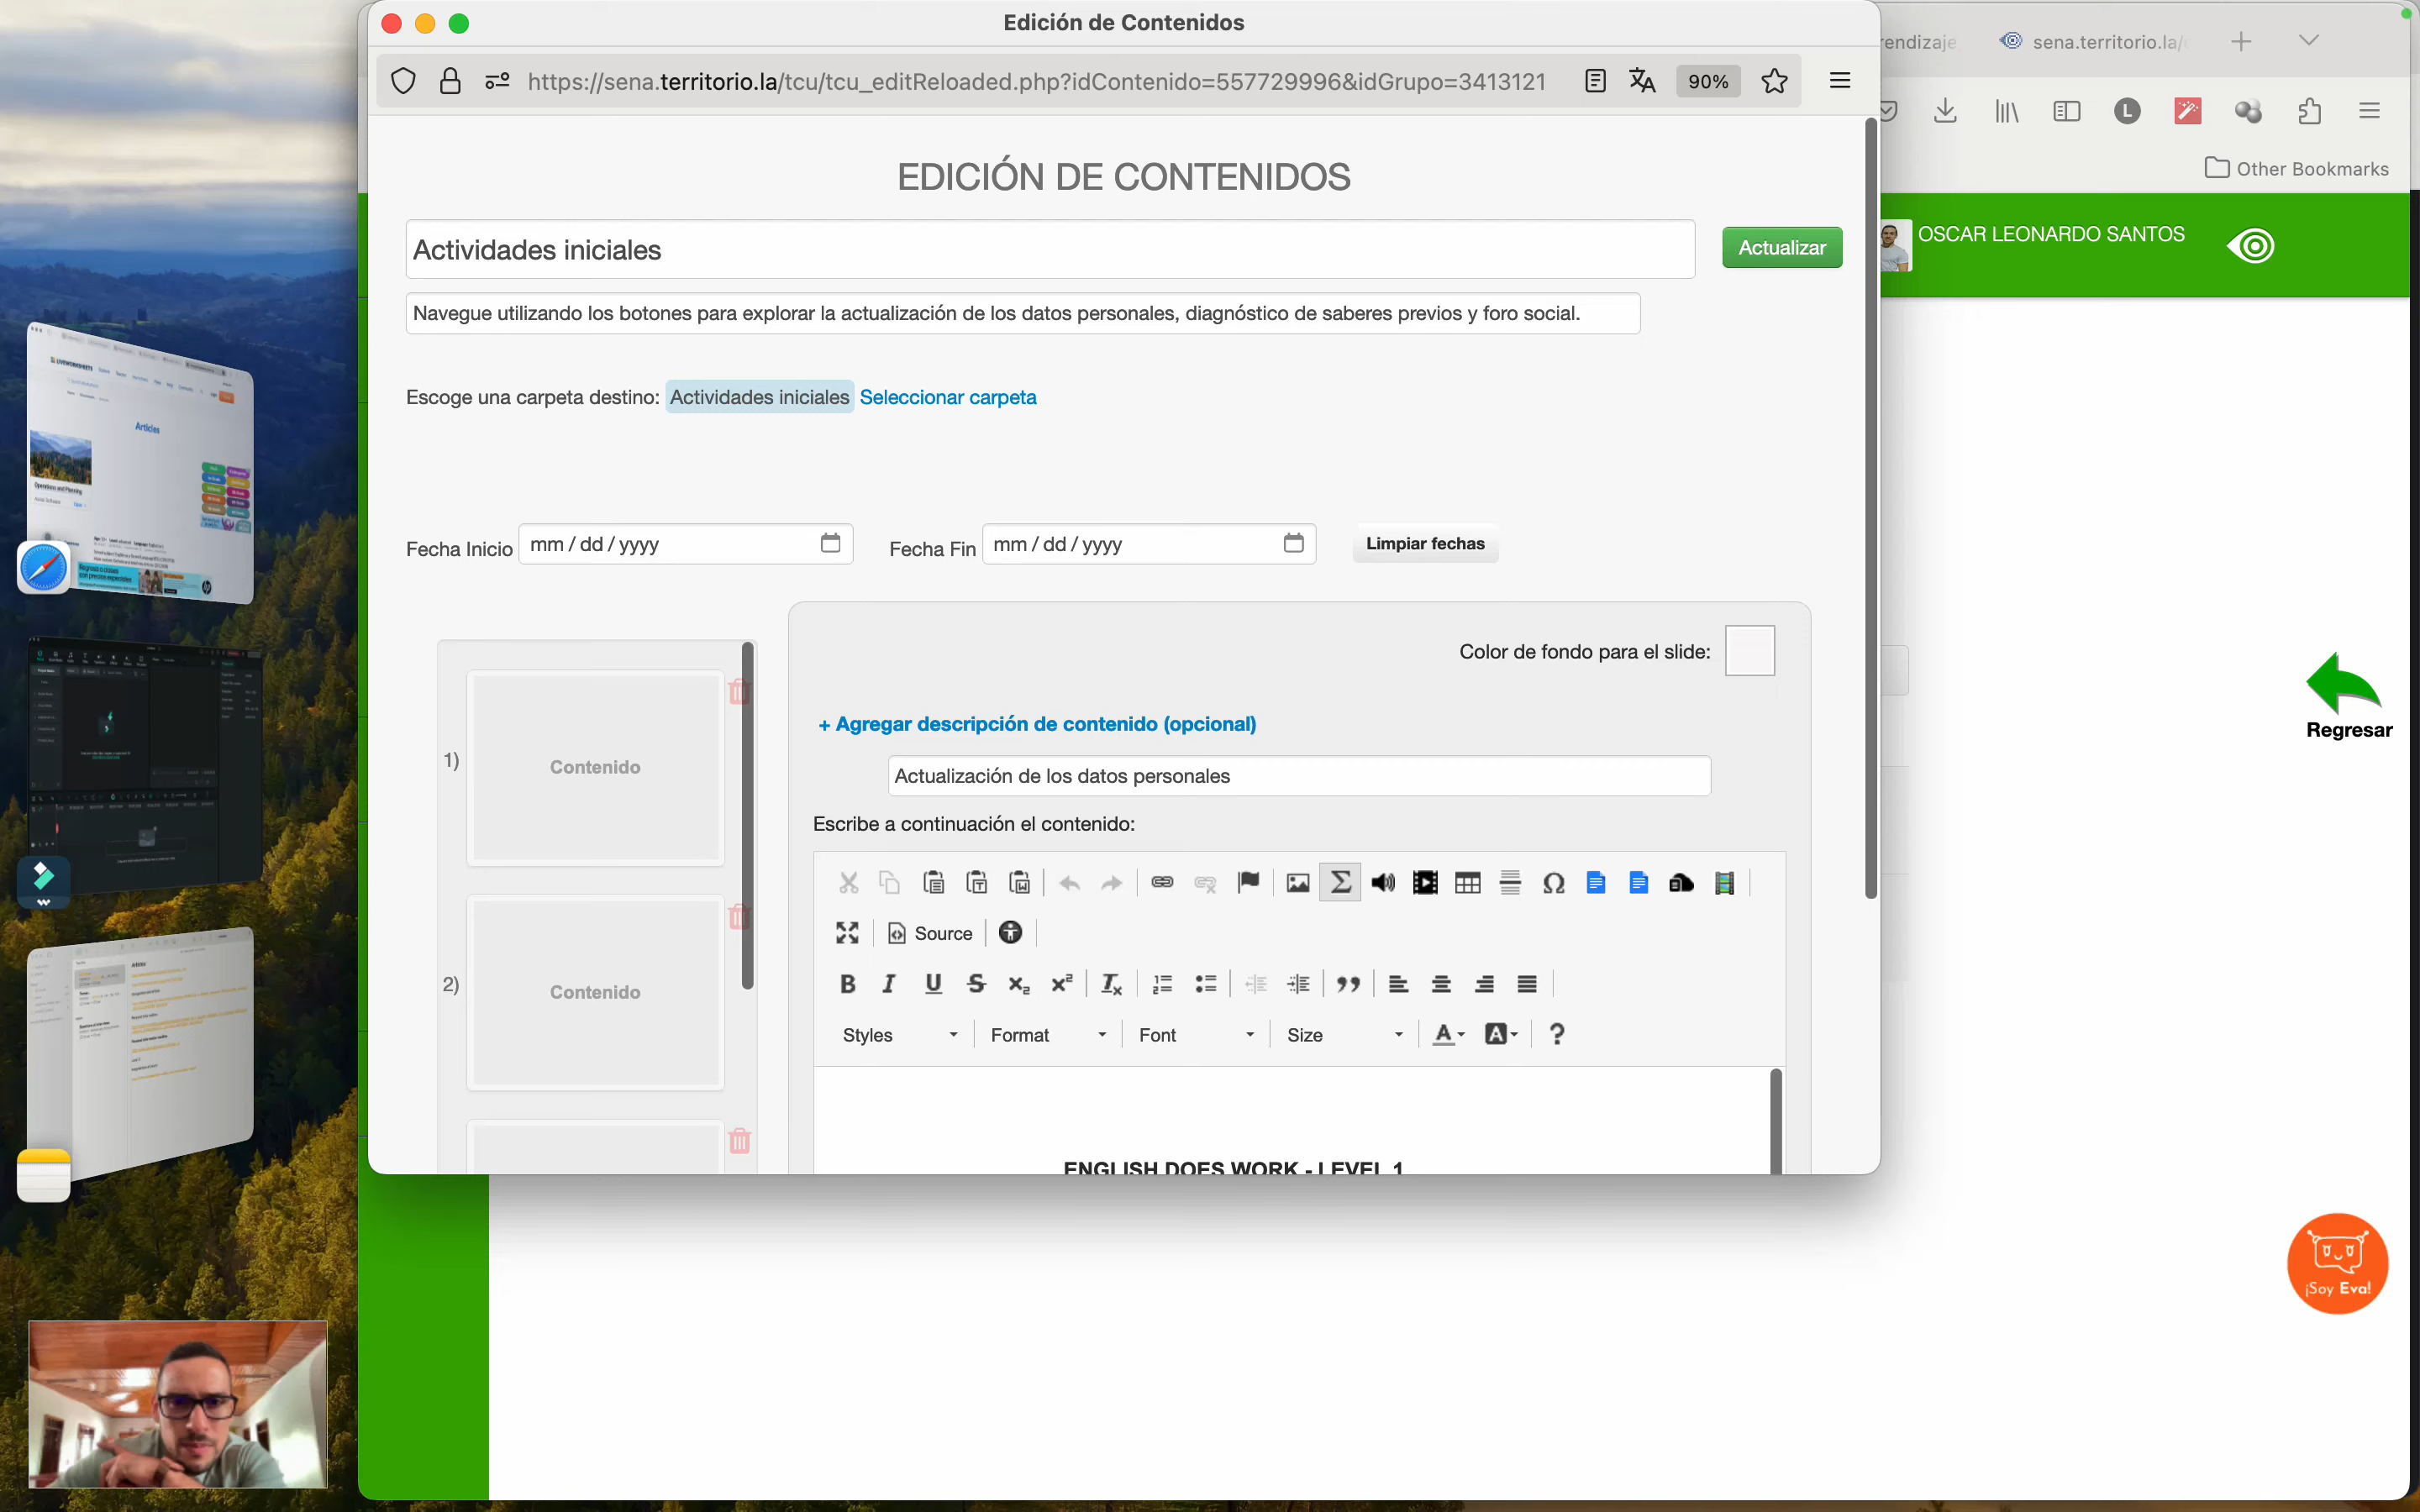 Edición de Contenidos
rendizaje
sena.territorio.la/
https://sena.territorio.la/tcu/tcu_editReloaded.php?idContenido=557729996&idGrupo=3413121
90%
L
Other Bookmarks
EDICIÓN DE CONTENIDOS
Actividades iniciales
Actualizar
OSCAR LEONARDO SANTOS
Navegue utilizando los botones para explorar la actualización de los datos personales, diagnóstico de saberes previos y foro social.
Escoge una carpeta destino: Actividades iniciales Seleccionar carpeta
Fecha Inicio mm / dd / yyyy Fecha Fin mm / dd / yyyy Limpiar fechas
Articles
Operations and Planning
Color de fondo para el slide:
+ Agregar descripción de contenido (opcional)
Regresar
1) Contenido
Actualización de los datos personales
Escribe a continuación el contenido:
Source
2) Contenido
Styles Format Font Size
ENGLISH DOES WORK - LEVEL 1
¡Soy Eva!